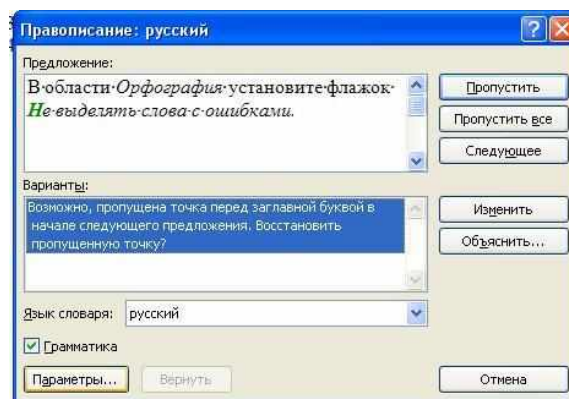 Правописание: русский
Предложение:
В·области·Орфография·установите·флажок·
Не·выделять·слова·с·ошибками.
Пропустить
Пропустить все
Следующее
Варианты:
Возможно, пропущена точка перед заглавной буквой в
начале следующего предложения. Восстановить
пропущенную точку?
Изменить
Объяснить...
Язык словаря: русский
Грамматика
Параметры... Вернуть Отмена